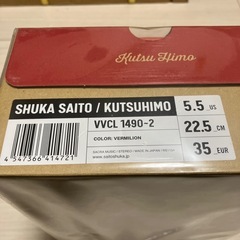 Kutsu Himo
SHUKA SAITO / KUTSUHIMO
VVCL 1490-2
COLOR: VERMILION
5.5 US
22.5 CM
35 EUR
4 547366 414721
www.saitoshuka.jp